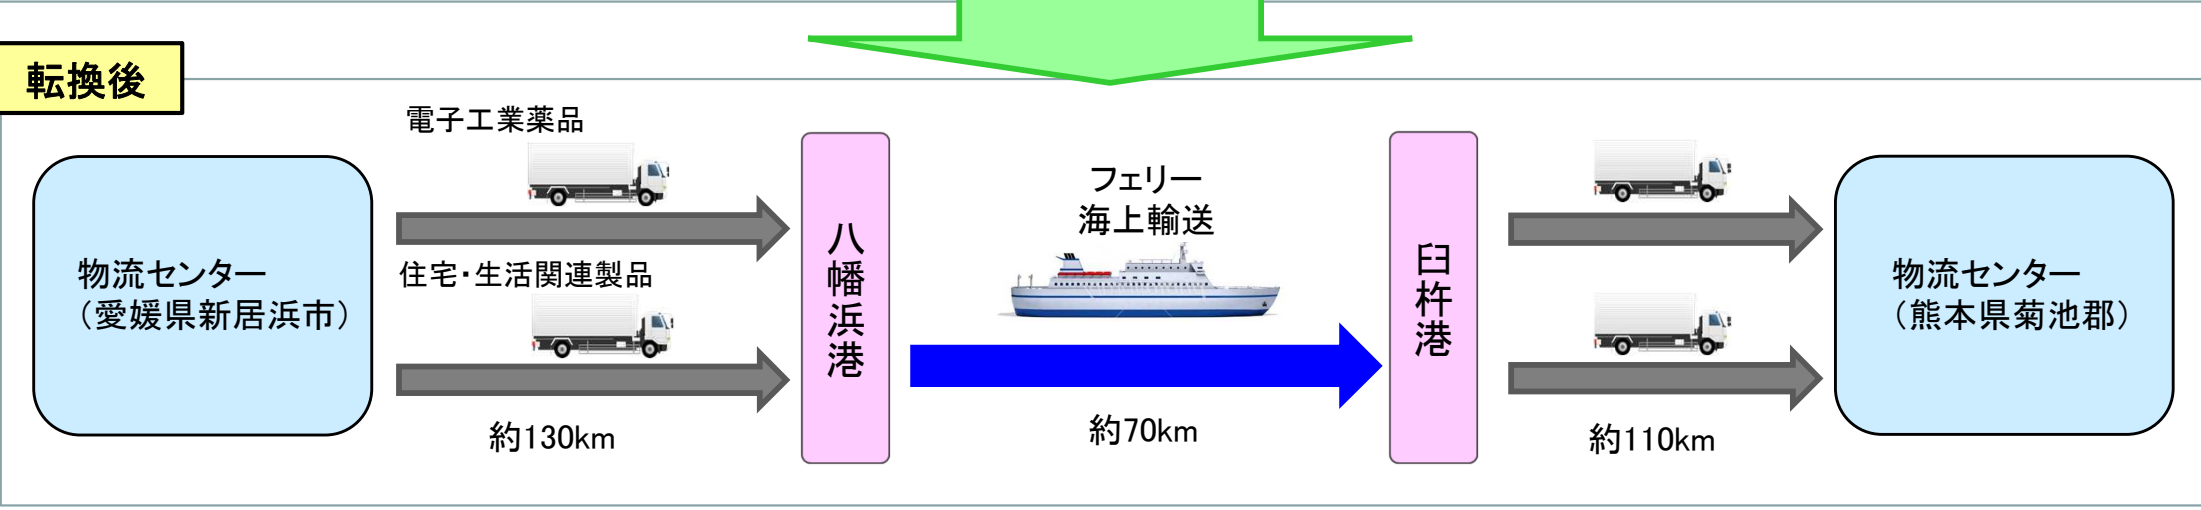 転換後
電子工業薬品
住宅・生活関連製品
物流センター
（愛媛県新居浜市）
約130km
八幡浜港
フェリー
海上輸送
約70km
臼杵港
約110km
物流センター
（熊本県菊池郡）